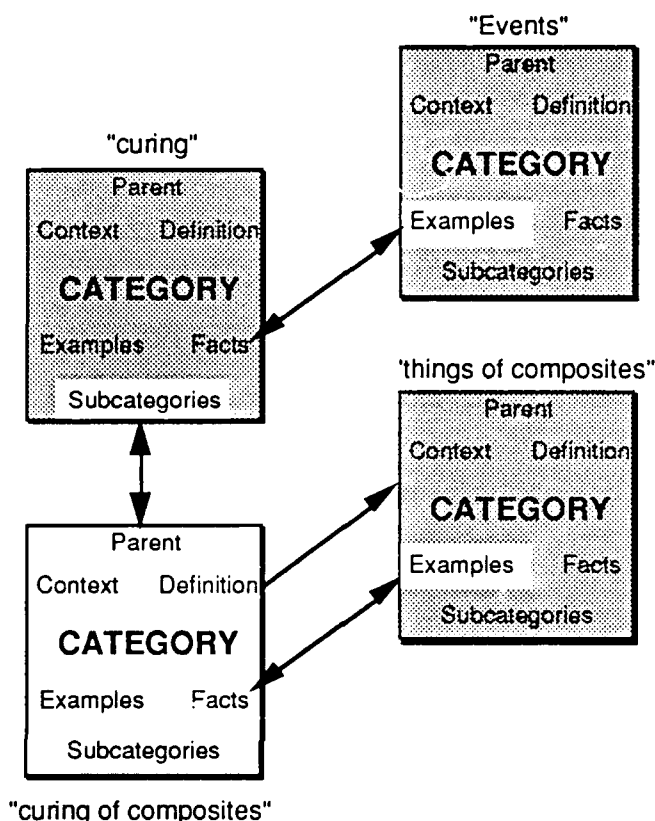 "Events"
Parent
Context Definition
CATEGORY
Examples Facts
Subcategories
"curing"
Parent
Context Definition
CATEGORY
Examples Facts
Subcategories
'things of composites"
Parent
Context Definition
CATEGORY
Examples Facts
Subcategories
Parent
Context Definition
CATEGORY
Examples Facts
Subcategories
"curing of composites"